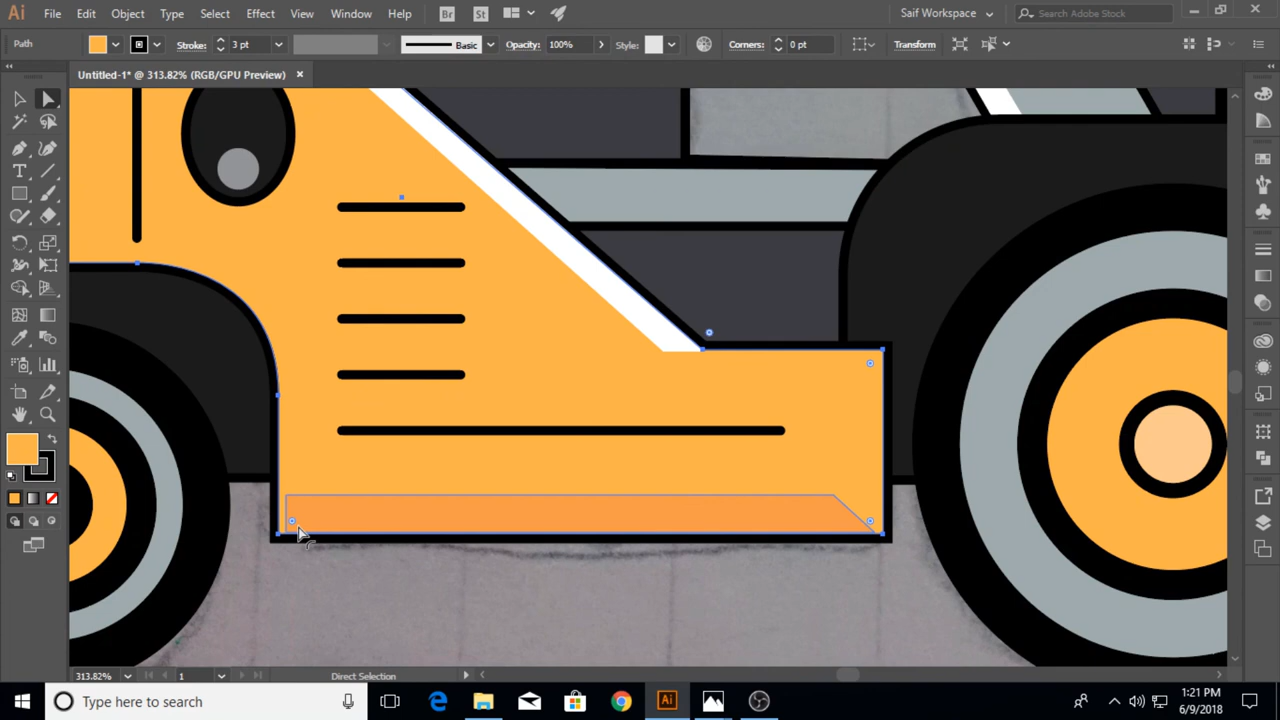 Ai File Edit Object Type Select Effect View Window Help Br St Saif Workspace Search Adobe Stock
Path Stroke: 3 pt Basic Opacity: 100% Style: Corners: 0 pt Transform
Untitled-1* @ 313.82% (RGB/GPU Preview) ×
313.82% 1 Direct Selection
Type here to search Ai 1:21 PM
6/9/2018